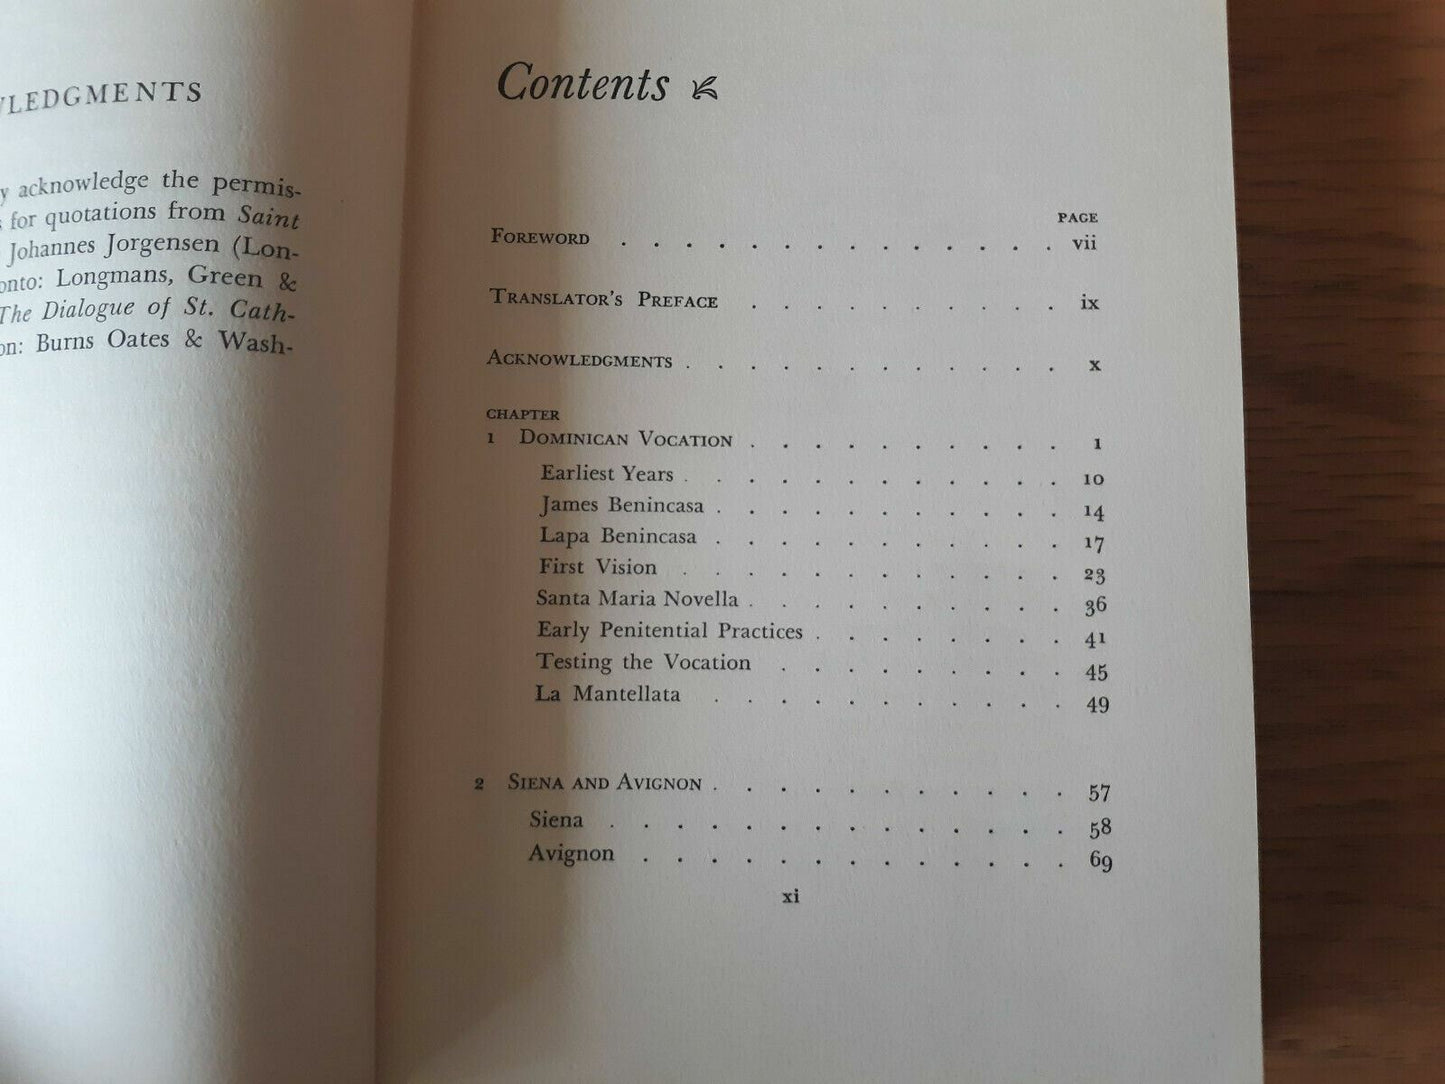 WLEDGMENTS
y acknowledge the permis-
s for quotations from Saint
Johannes Jorgensen (Lon-
onto: Longmans, Green &
The Dialogue of St. Cath-
on: Burns Oates & Wash-
Contents
PAGE
FOREWORD . . . . . . . . . . . . . . vii
TRANSLATOR'S PREFACE . . . . . . . . . . ix
ACKNOWLEDGMENTS . . . . . . . . . . . . x
CHAPTER
1 DOMINICAN VOCATION . . . . . . . . . . 1
Earliest Years . . . . . . . . . . . . 10
James Benincasa . . . . . . . . . . . 14
Lapa Benincasa . . . . . . . . . . . 17
First Vision . . . . . . . . . . . . 23
Santa Maria Novella . . . . . . . . . . 36
Early Penitential Practices . . . . . . . . 41
Testing the Vocation . . . . . . . . . 45
La Mantellata . . . . . . . . . . . 49
2 SIENA AND AVIGNON . . . . . . . . . . . 57
Siena . . . . . . . . . . . . . . 58
Avignon . . . . . . . . . . . . . 69
xi